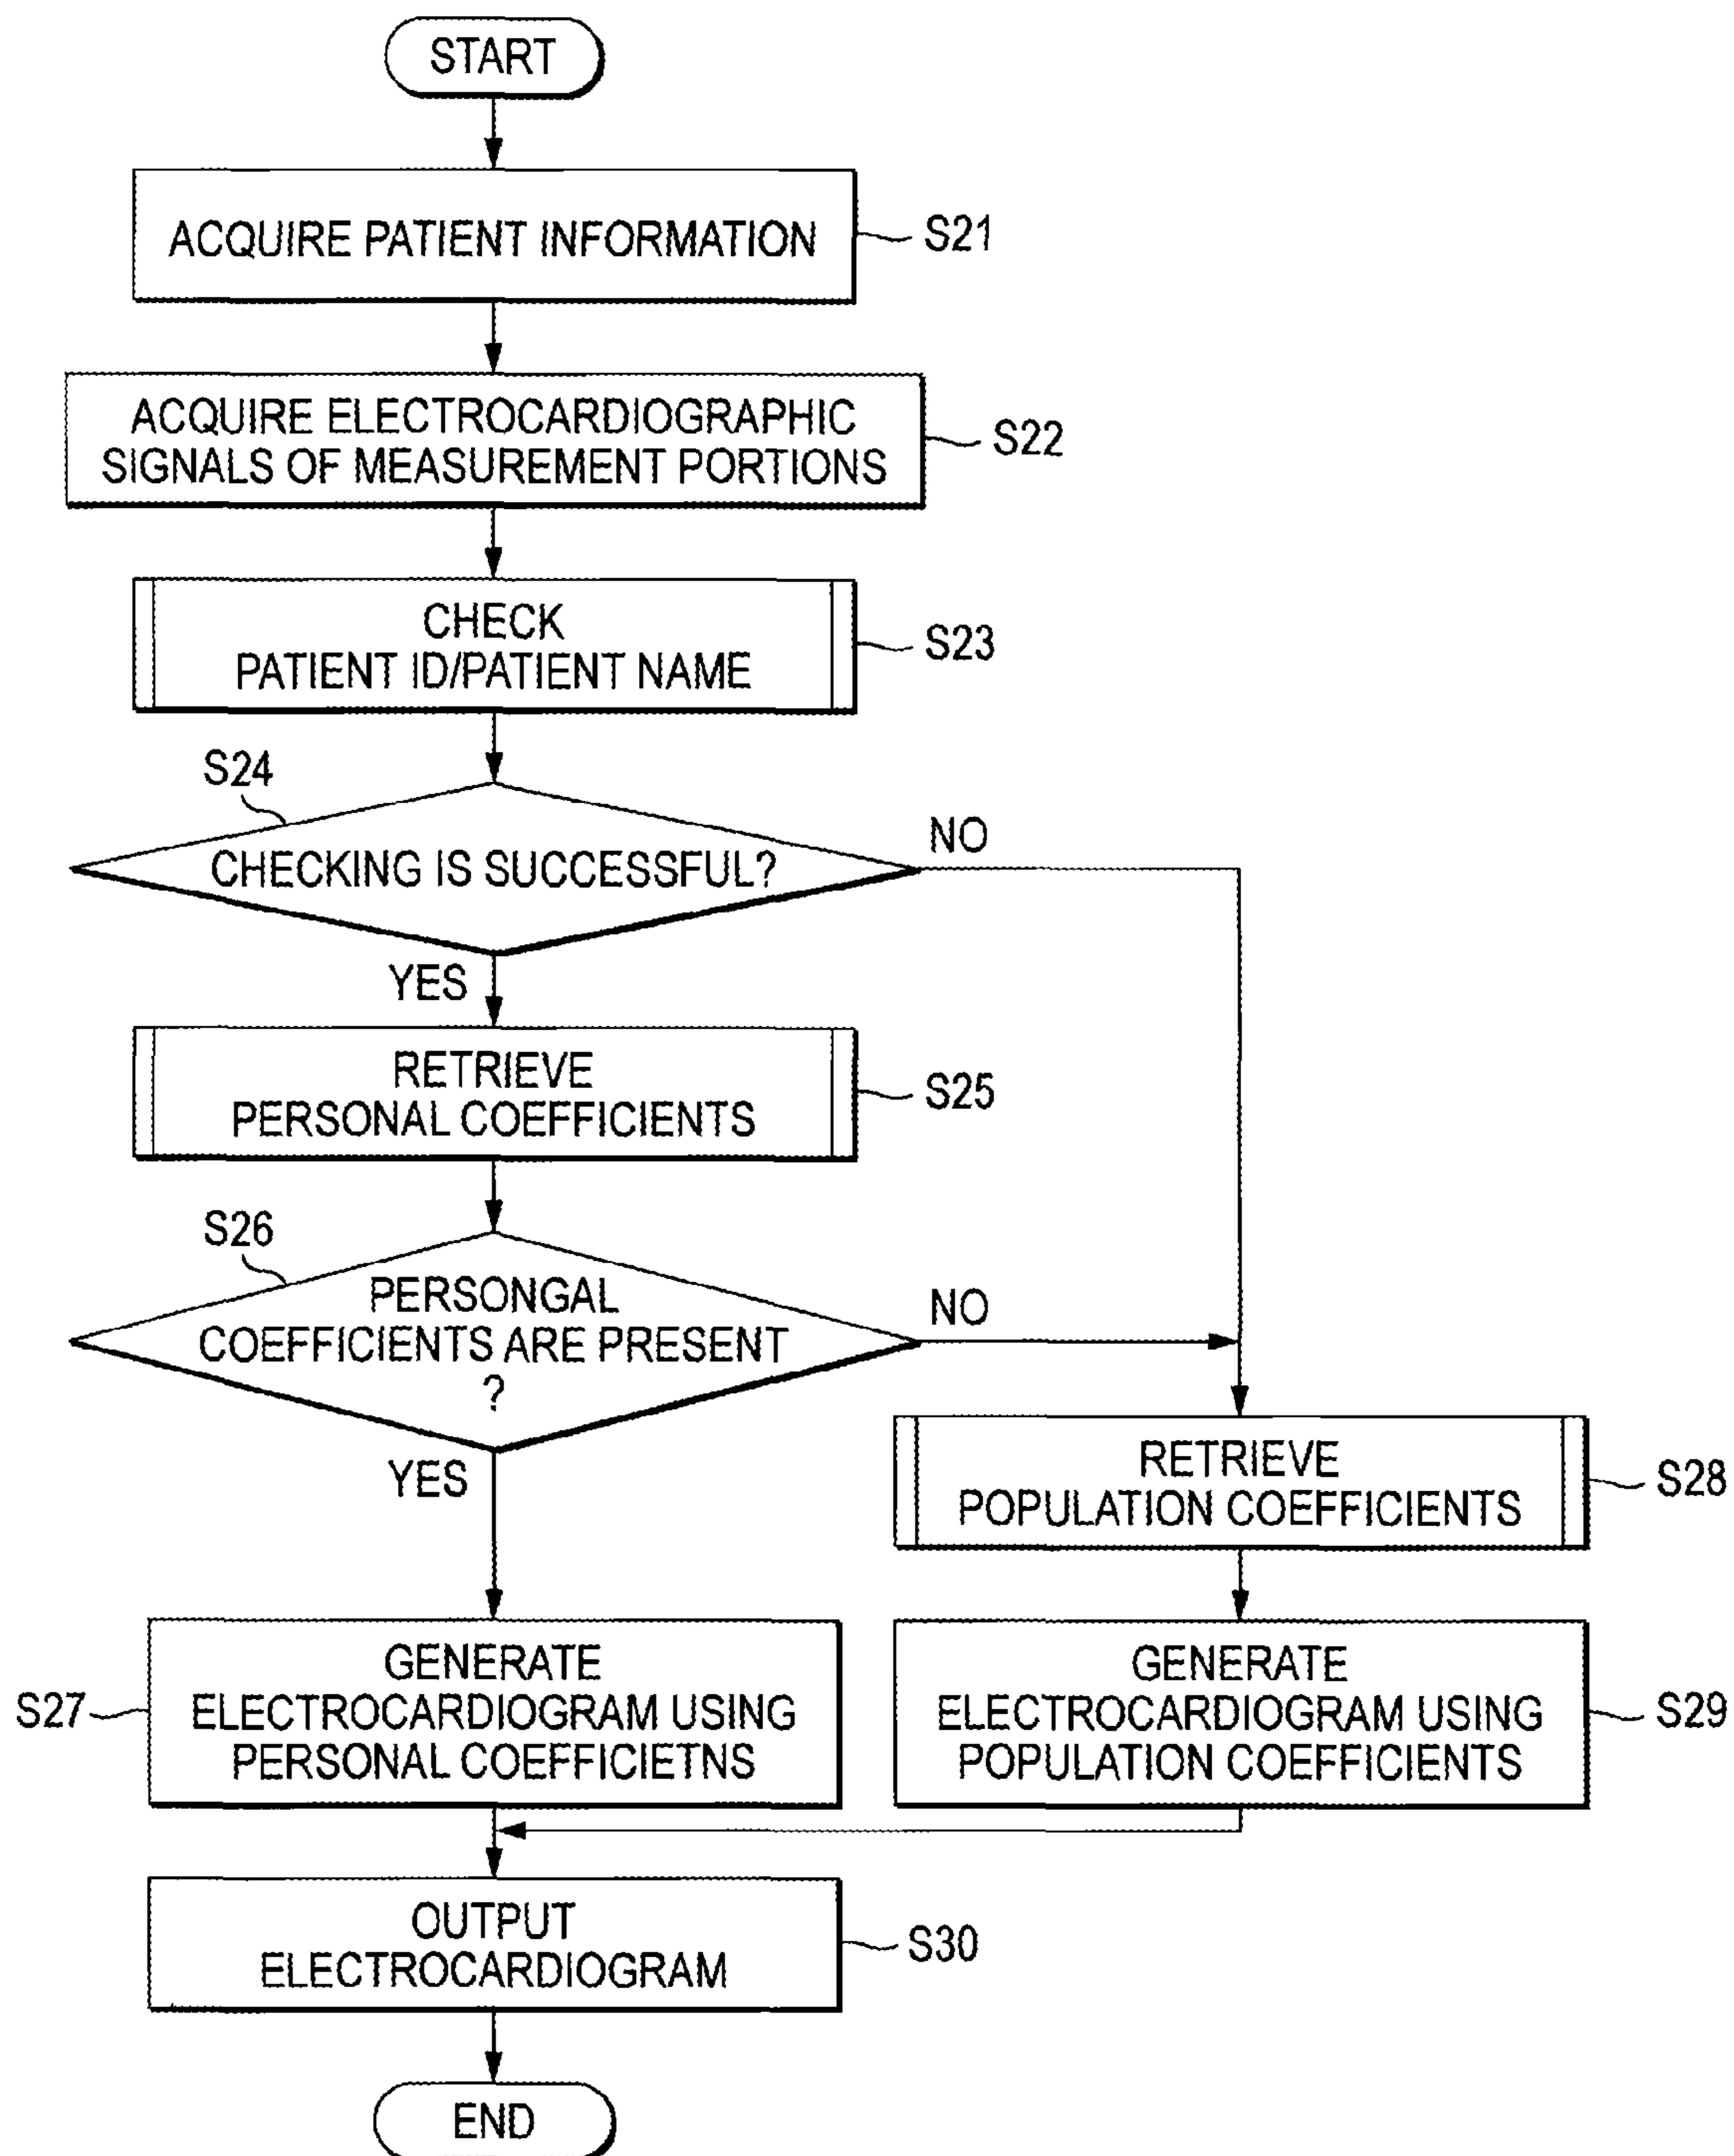 START
ACQUIRE PATIENT INFORMATION
S21
ACQUIRE ELECTROCARDIOGRAPHIC
SIGNALS OF MEASUREMENT PORTIONS
S22
CHECK
PATIENT ID/PATIENT NAME
S23
S24
CHECKING IS SUCCESSFUL?
NO
YES
RETRIEVE
PERSONAL COEFFICIENTS
S25
S26
PERSONGAL
COEFFICIENTS ARE PRESENT
?
NO
YES
RETRIEVE
POPULATION COEFFICIENTS
S28
S27
GENERATE
ELECTROCARDIOGRAM USING
PERSONAL COEFFICIETNS
GENERATE
ELECTROCARDIOGRAM USING
POPULATION COEFFICIENTS
S29
OUTPUT
ELECTROCARDIOGRAM
S30
END